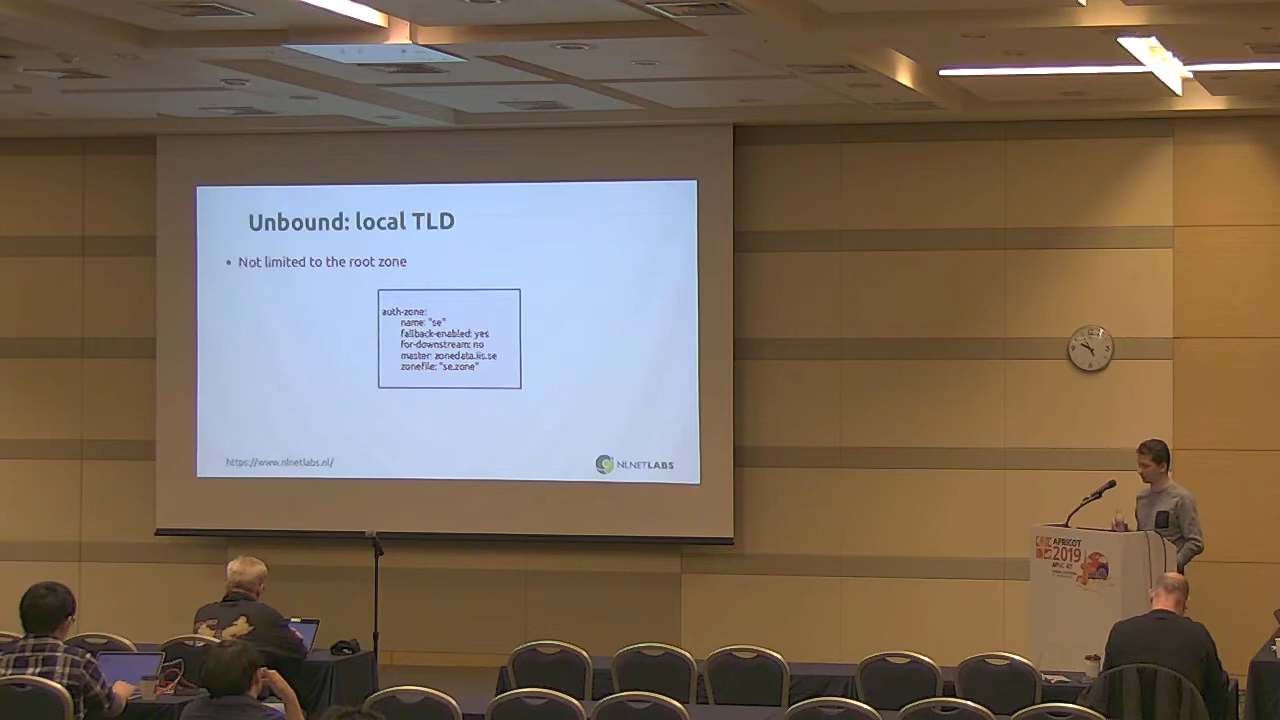 Unbound: local TLD
• Not limited to the root zone
auth-zone:
name: "se"
fallback-enabled: yes
for-downstream: no
master: zonedata.iis.se
zonefile: "se.zone"
https://www.nlnetlabs.nl/
NLNETLABS
APRICOT
2019